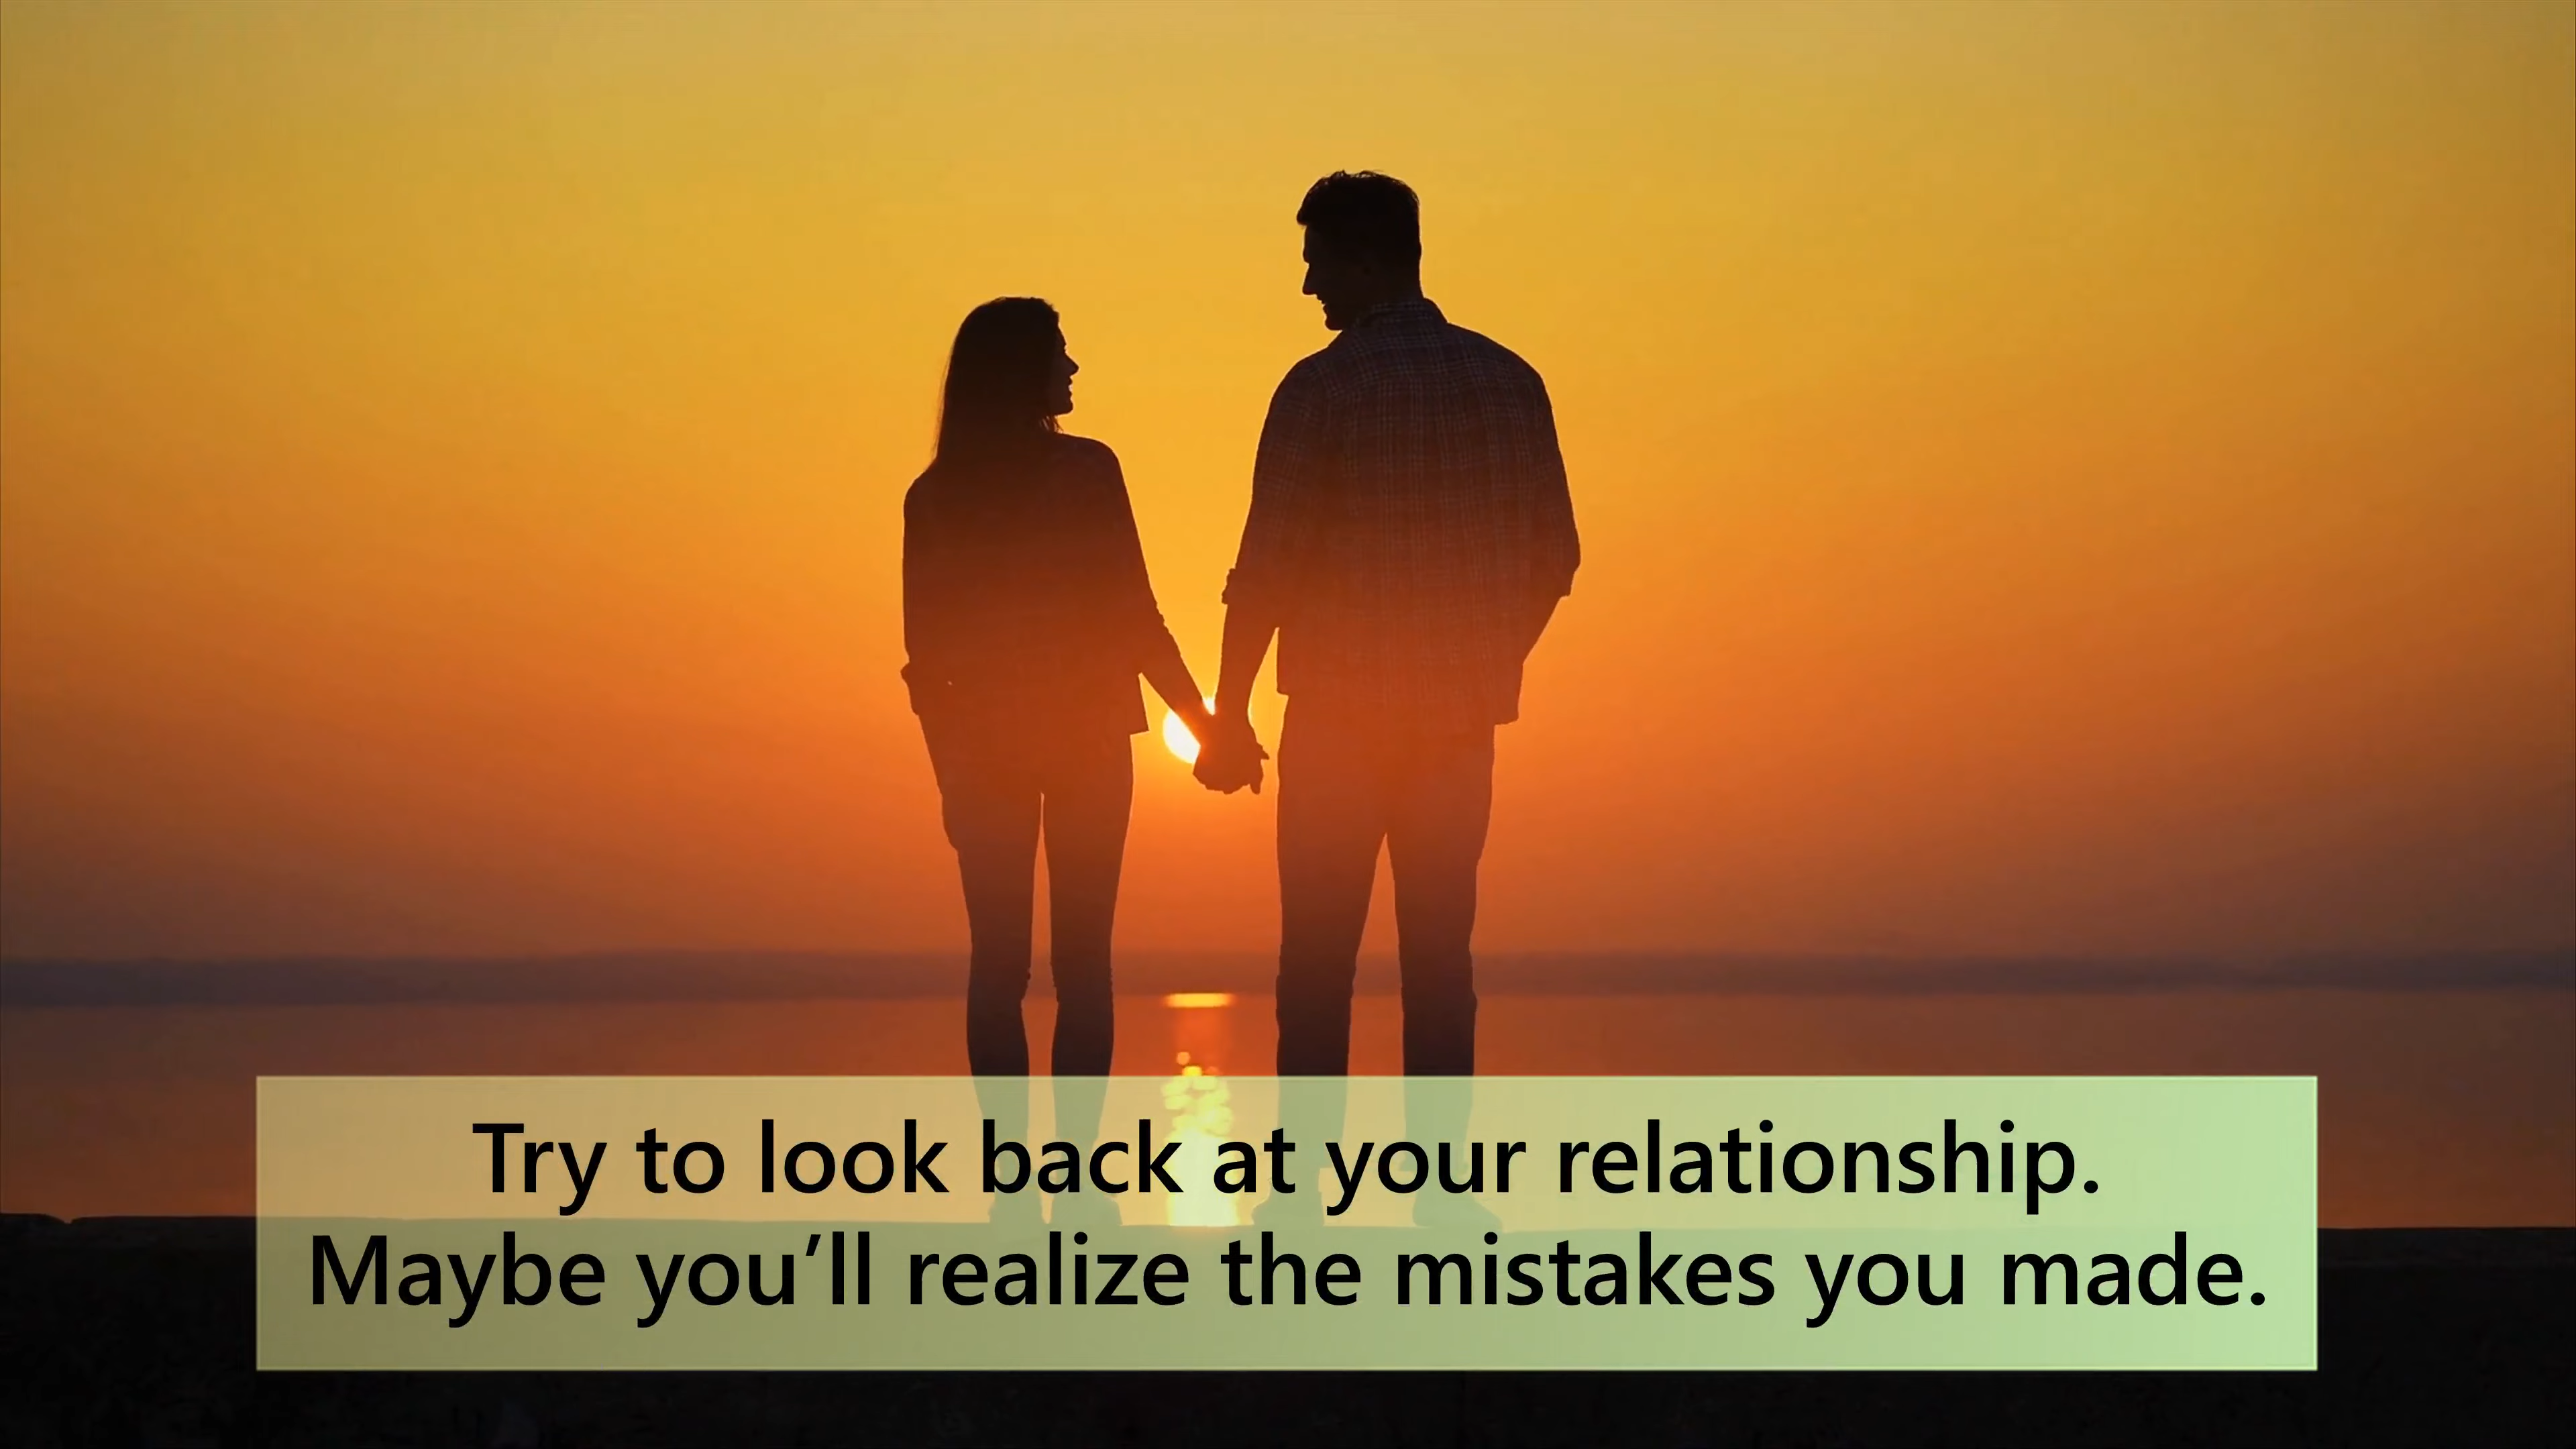 Try to look back at your relationship.
Maybe you’ll realize the mistakes you made.